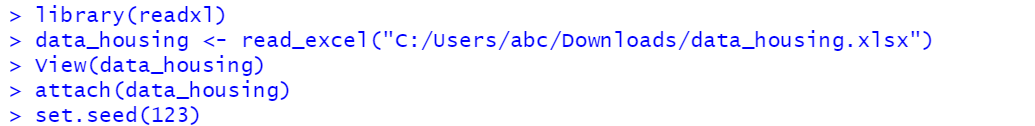 > library(readxl)
> data_housing <- read_excel("C:/Users/abc/Downloads/data_housing.xlsx")
> View(data_housing)
> attach(data_housing)
> set.seed(123)